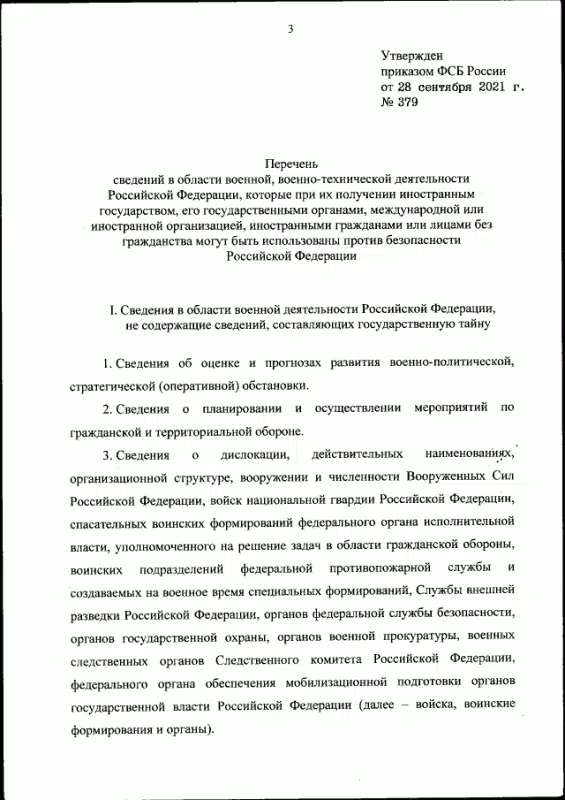 3
Утвержден
приказом ФСБ России
от 28 сентября 2021 г.
№ 379
Перечень
сведений в области военной, военно-технической деятельности
Российской Федерации, которые при их получении иностранным
государством, его государственными органами, международной или
иностранной организацией, иностранными гражданами или лицами без
гражданства могут быть использованы против безопасности
Российской Федерации
I. Сведения в области военной деятельности Российской Федерации,
не содержащие сведений, составляющих государственную тайну
1. Сведения об оценке и прогнозах развития военно-политической,
стратегической (оперативной) обстановки.
2. Сведения о планировании и осуществлении мероприятий по
гражданской и территориальной обороне.
3. Сведения о дислокации, действительных наименованиях,
организационной структуре, вооружении и численности Вооруженных Сил
Российской Федерации, войск национальной гвардии Российской Федерации,
спасательных воинских формирований федерального органа исполнительной
власти, уполномоченного на решение задач в области гражданской обороны,
воинских подразделений федеральной противопожарной службы и
создаваемых на военное время специальных формирований, Службы внешней
разведки Российской Федерации, органов федеральной службы безопасности,
органов государственной охраны, органов военной прокуратуры, военных
следственных органов Следственного комитета Российской Федерации,
федерального органа обеспечения мобилизационной подготовки органов
государственной власти Российской Федерации (далее – войска, воинские
формирования и органы).